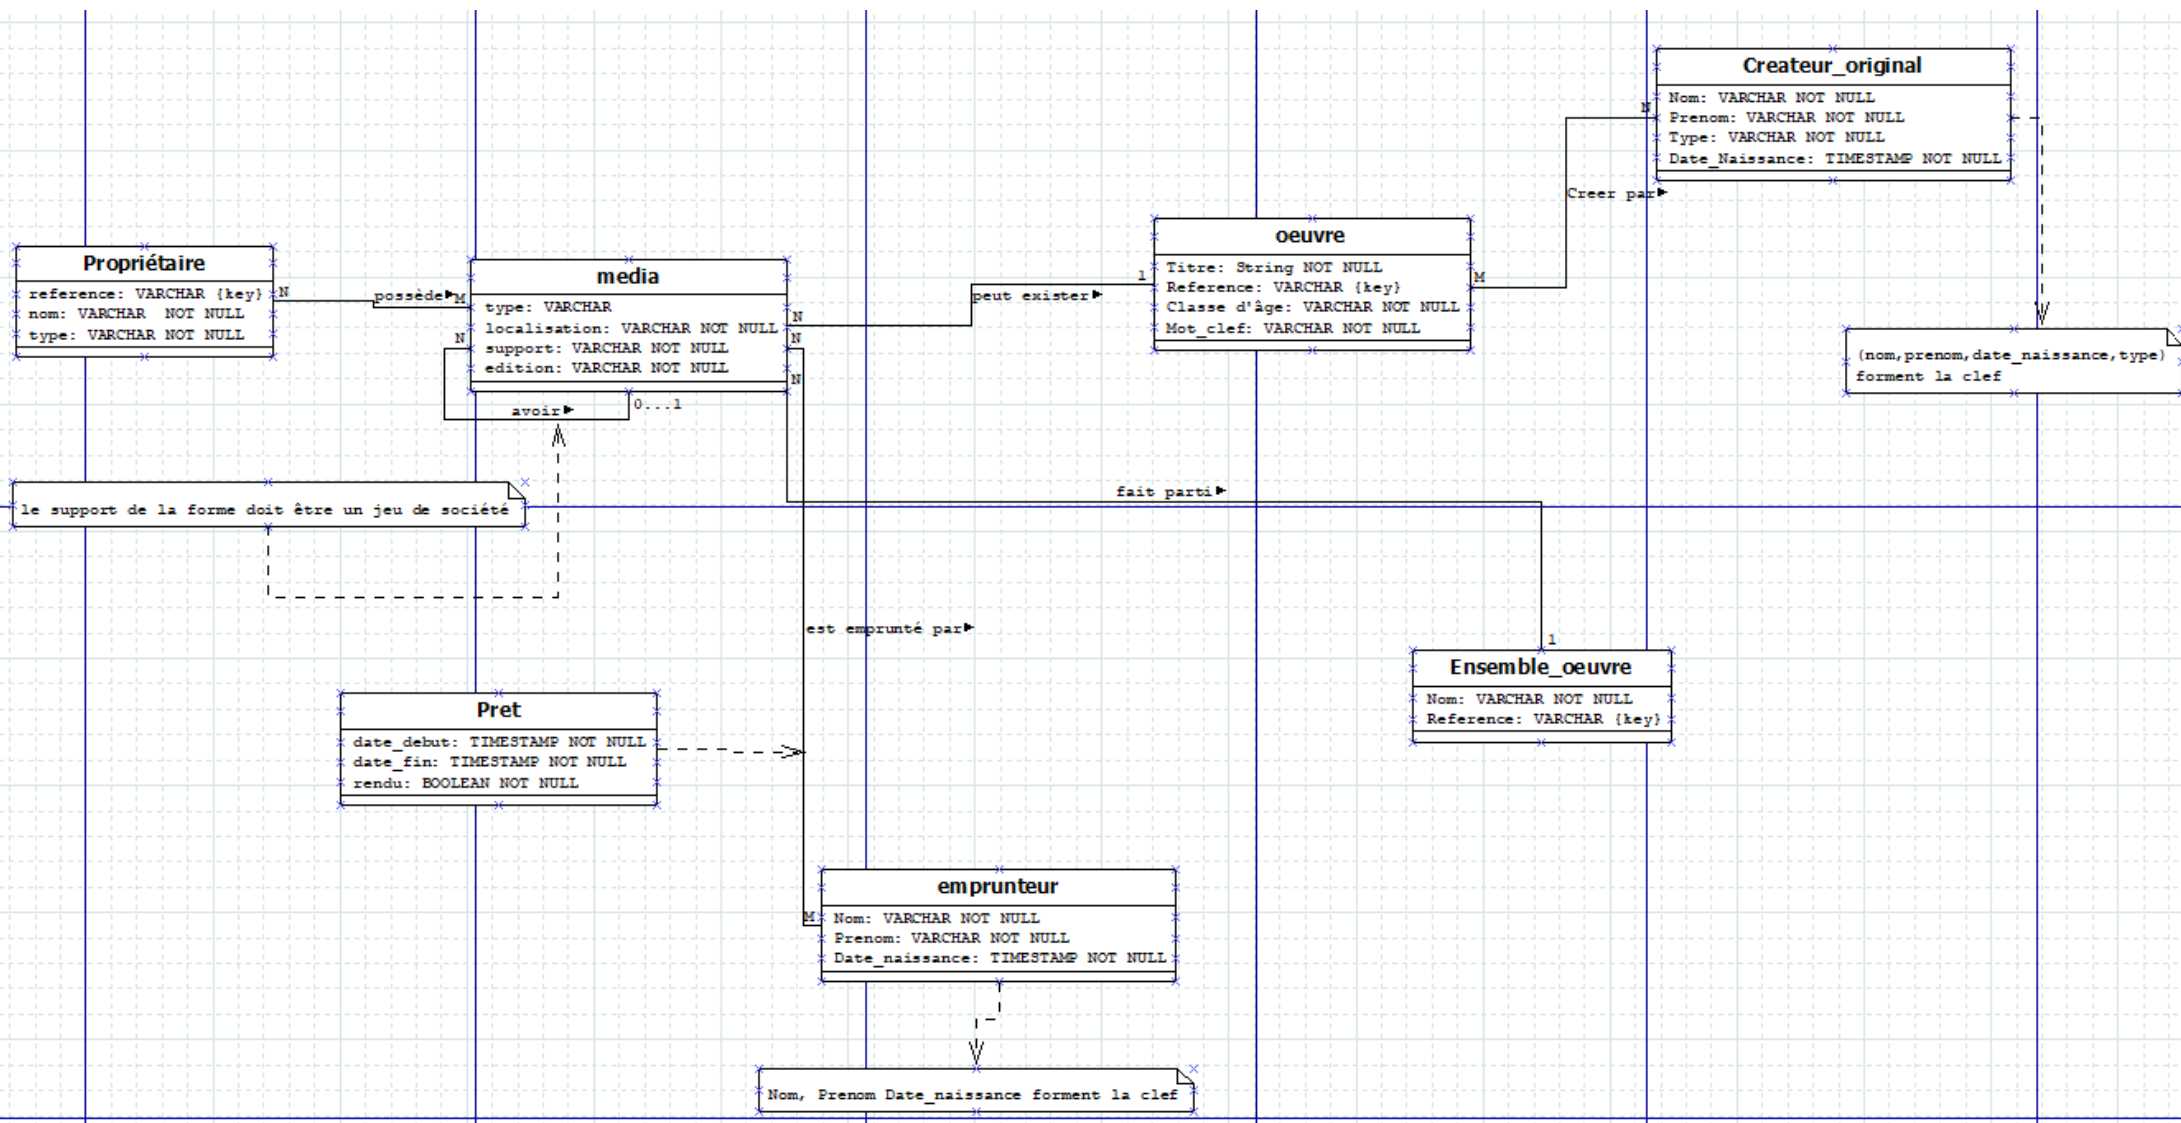 Createur_original
Nom: VARCHAR NOT NULL
Prenom: VARCHAR NOT NULL
Type: VARCHAR NOT NULL
Date_Naissance: TIMESTAMP NOT NULL
N
Creer par
oeuvre
Titre: String NOT NULL
Reference: VARCHAR {key}
Classe d'âge: VARCHAR NOT NULL
Mot_clef: VARCHAR NOT NULL
1
M
Propriétaire
reference: VARCHAR {key}
nom: VARCHAR  NOT NULL
type: VARCHAR NOT NULL
N
possède
M
media
type: VARCHAR
localisation: VARCHAR NOT NULL
support: VARCHAR NOT NULL
edition: VARCHAR NOT NULL
N
N
N
N
peut exister
avoir
0...1
(nom,prenom,date_naissance,type)
forment la clef
le support de la forme doit être un jeu de société
fait parti
est emprunté par
1
Ensemble_oeuvre
Nom: VARCHAR NOT NULL
Reference: VARCHAR {key}
Pret
date_debut: TIMESTAMP NOT NULL
date_fin: TIMESTAMP NOT NULL
rendu: BOOLEAN NOT NULL
emprunteur
M
Nom: VARCHAR NOT NULL
Prenom: VARCHAR NOT NULL
Date_naissance: TIMESTAMP NOT NULL
Nom, Prenom Date_naissance forment la clef